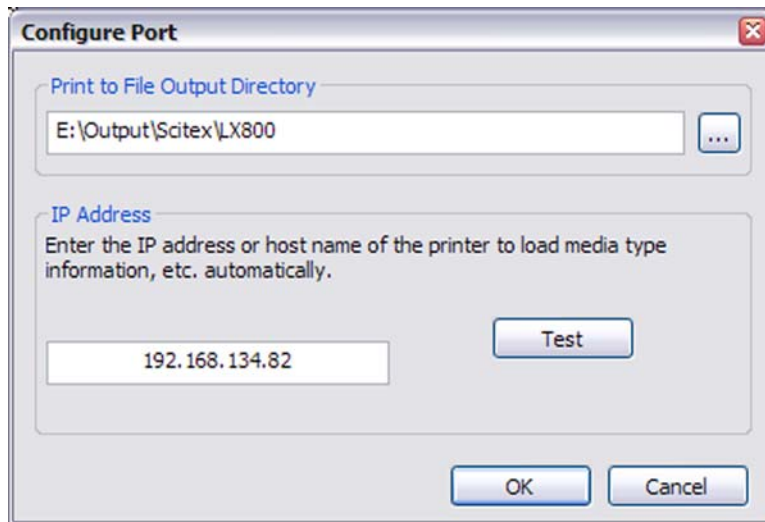 Configure Port
Print to File Output Directory
E:\Output\Scitex\LX800
...
IP Address
Enter the IP address or host name of the printer to load media type
information, etc. automatically.
Test
192.168.134.82
OK
Cancel